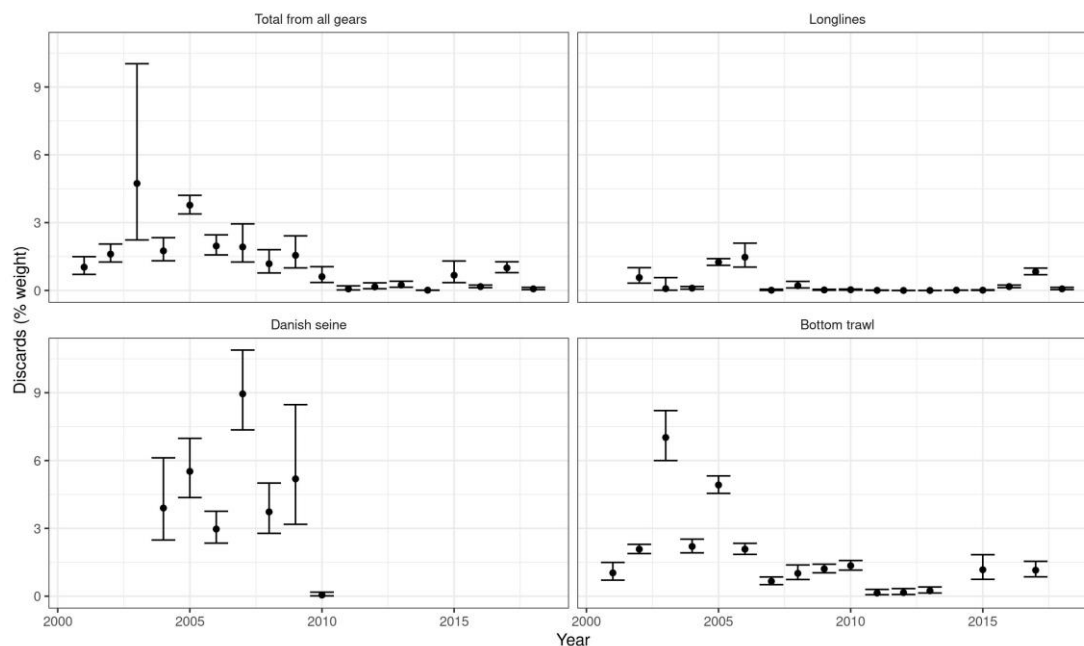 Total from all gears
Longlines
9
6
3
0
Danish seine
Bottom trawl
9
6
3
0
2000
2005
2010
2015
2000
2005
2010
2015
Discards (% weight)
Year